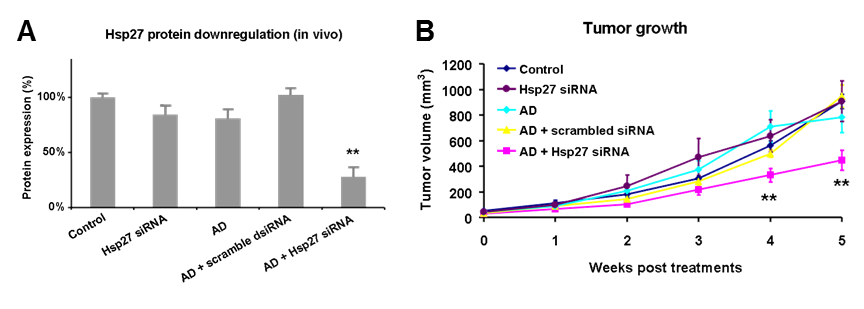 A
Hsp27 protein downregulation (in vivo)
Protein expression (%)
100%
50%
0%
**
Control
Hsp27 siRNA
AD
AD + scramble dsiRNA
AD + Hsp27 siRNA
B
Tumor growth
Tumor volume (mm³)
1200
1000
800
600
400
200
0
Control
Hsp27 siRNA
AD
AD + scrambled siRNA
AD + Hsp27 siRNA
**
**
0 1 2 3 4 5
Weeks post treatments